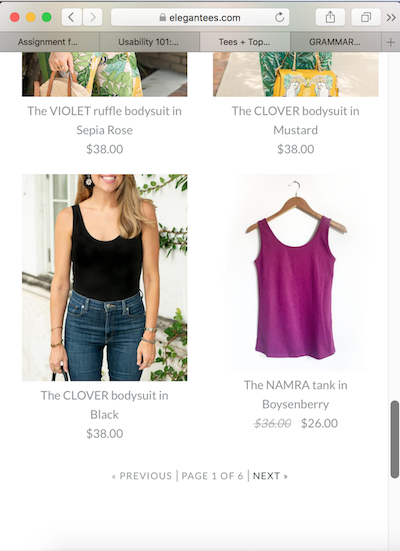 elegantees.com
Assignment f...
Usability 101:...
Tees + Top...
GRAMMAR...
The VIOLET ruffle bodysuit in
Sepia Rose
$38.00
The CLOVER bodysuit in
Mustard
$38.00
The CLOVER bodysuit in
Black
$38.00
The NAMRA tank in
Boysenberry
$36.00 $26.00
« PREVIOUS | PAGE 1 OF 6 | NEXT »